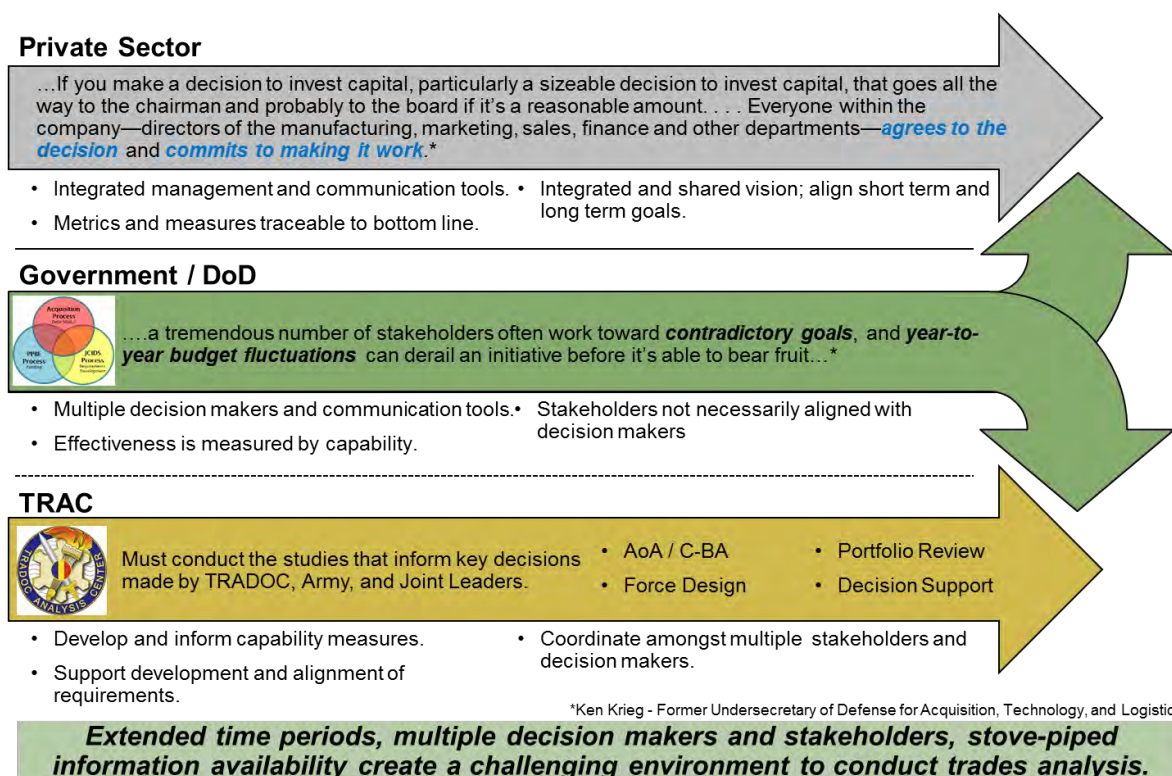 Private Sector
…If you make a decision to invest capital, particularly a sizeable decision to invest capital, that goes all the
way to the chairman and probably to the board if it's a reasonable amount. . . . Everyone within the
company—directors of the manufacturing, marketing, sales, finance and other departments—agrees to the
decision and commits to making it work.*
• Integrated management and communication tools.
• Metrics and measures traceable to bottom line.
• Integrated and shared vision; align short term and
long term goals.
Government / DoD
Acquisition
Process
PPBE
Process
JCIDS
Process
….a tremendous number of stakeholders often work toward contradictory goals, and year-to-
year budget fluctuations can derail an initiative before it's able to bear fruit…*
• Multiple decision makers and communication tools.
• Effectiveness is measured by capability.
• Stakeholders not necessarily aligned with
decision makers
TRAC
TRADOC ANALYSIS CENTER
Must conduct the studies that inform key decisions
made by TRADOC, Army, and Joint Leaders.
• AoA / C-BA
• Force Design
• Portfolio Review
• Decision Support
• Develop and inform capability measures.
• Support development and alignment of
requirements.
• Coordinate amongst multiple stakeholders and
decision makers.
*Ken Krieg - Former Undersecretary of Defense for Acquisition, Technology, and Logistic
Extended time periods, multiple decision makers and stakeholders, stove-piped
information availability create a challenging environment to conduct trades analysis.